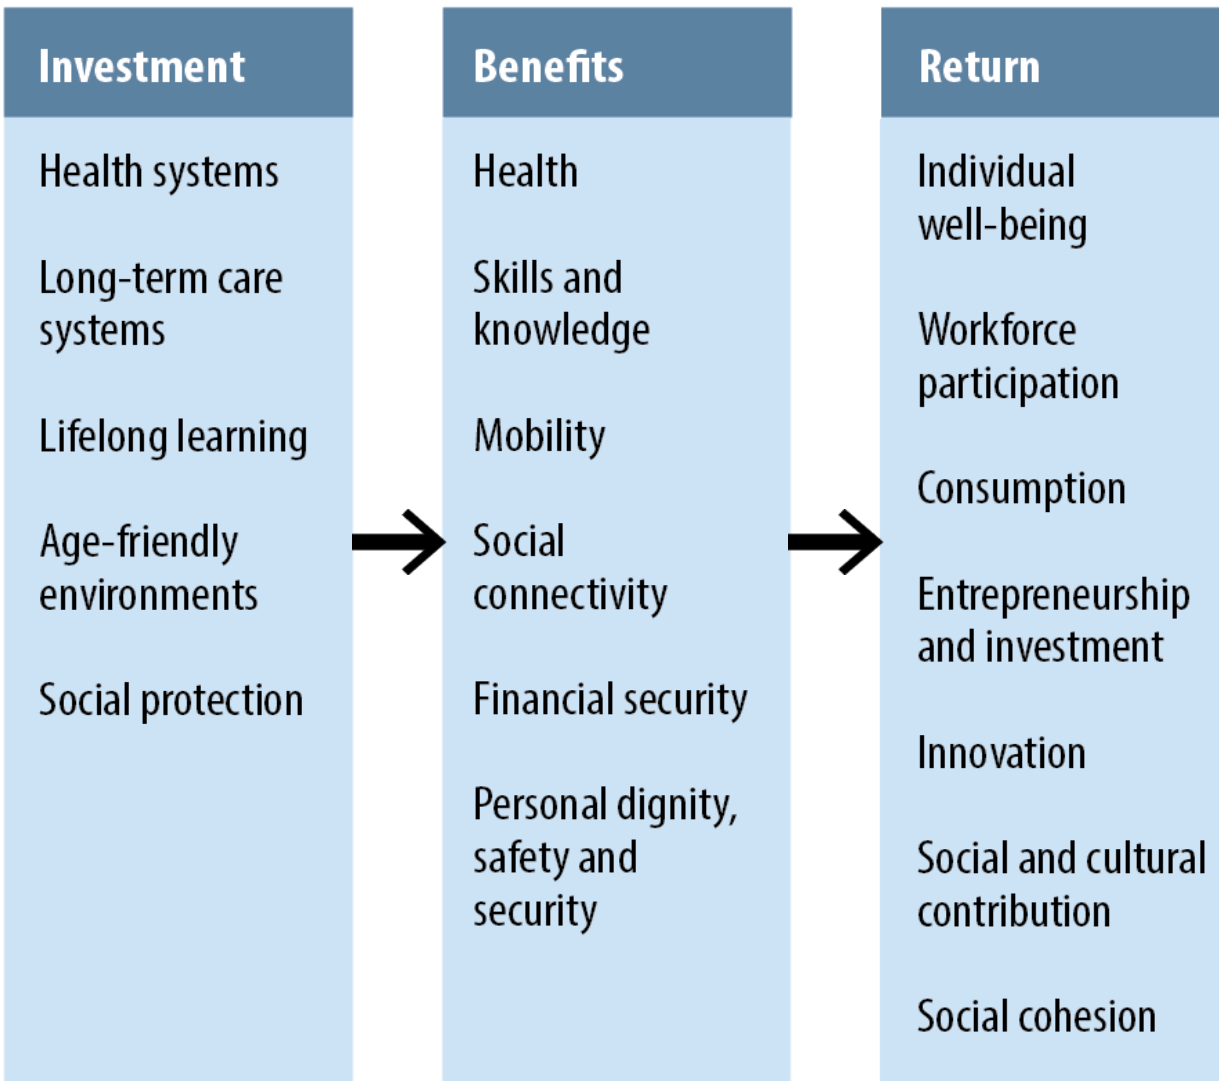 Investment
Health systems
Long-term care
systems
Lifelong learning
Age-friendly
environments
Social protection
Benefits
Health
Skills and
knowledge
Mobility
Social
connectivity
Financial security
Personal dignity,
safety and
security
Return
Individual
well-being
Workforce
participation
Consumption
Entrepreneurship
and investment
Innovation
Social and cultural
contribution
Social cohesion